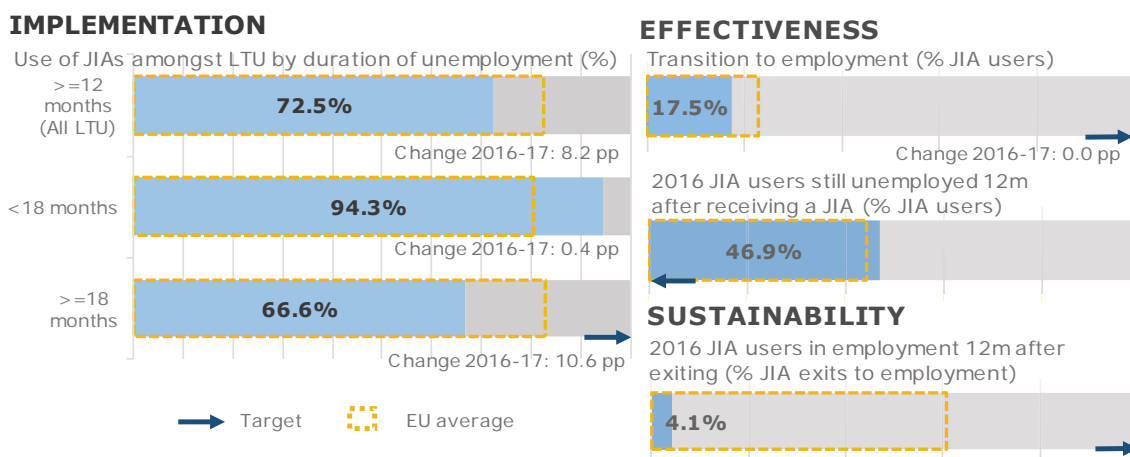 IMPLEMENTATION
Use of JIAs amongst LTU by duration of unemployment (%)
>=12
months
(All LTU)
72.5%
Change 2016-17: 8.2 pp
<18 months
94.3%
Change 2016-17: 0.4 pp
>=18
months
66.6%
Change 2016-17: 10.6 pp
Target
EU average
EFFECTIVENESS
Transition to employment (% JIA users)
17.5%
Change 2016-17: 0.0 pp
2016 JIA users still unemployed 12m
after receiving a JIA (% JIA users)
46.9%
SUSTAINABILITY
2016 JIA users in employment 12m after
exiting (% JIA exits to employment)
4.1%